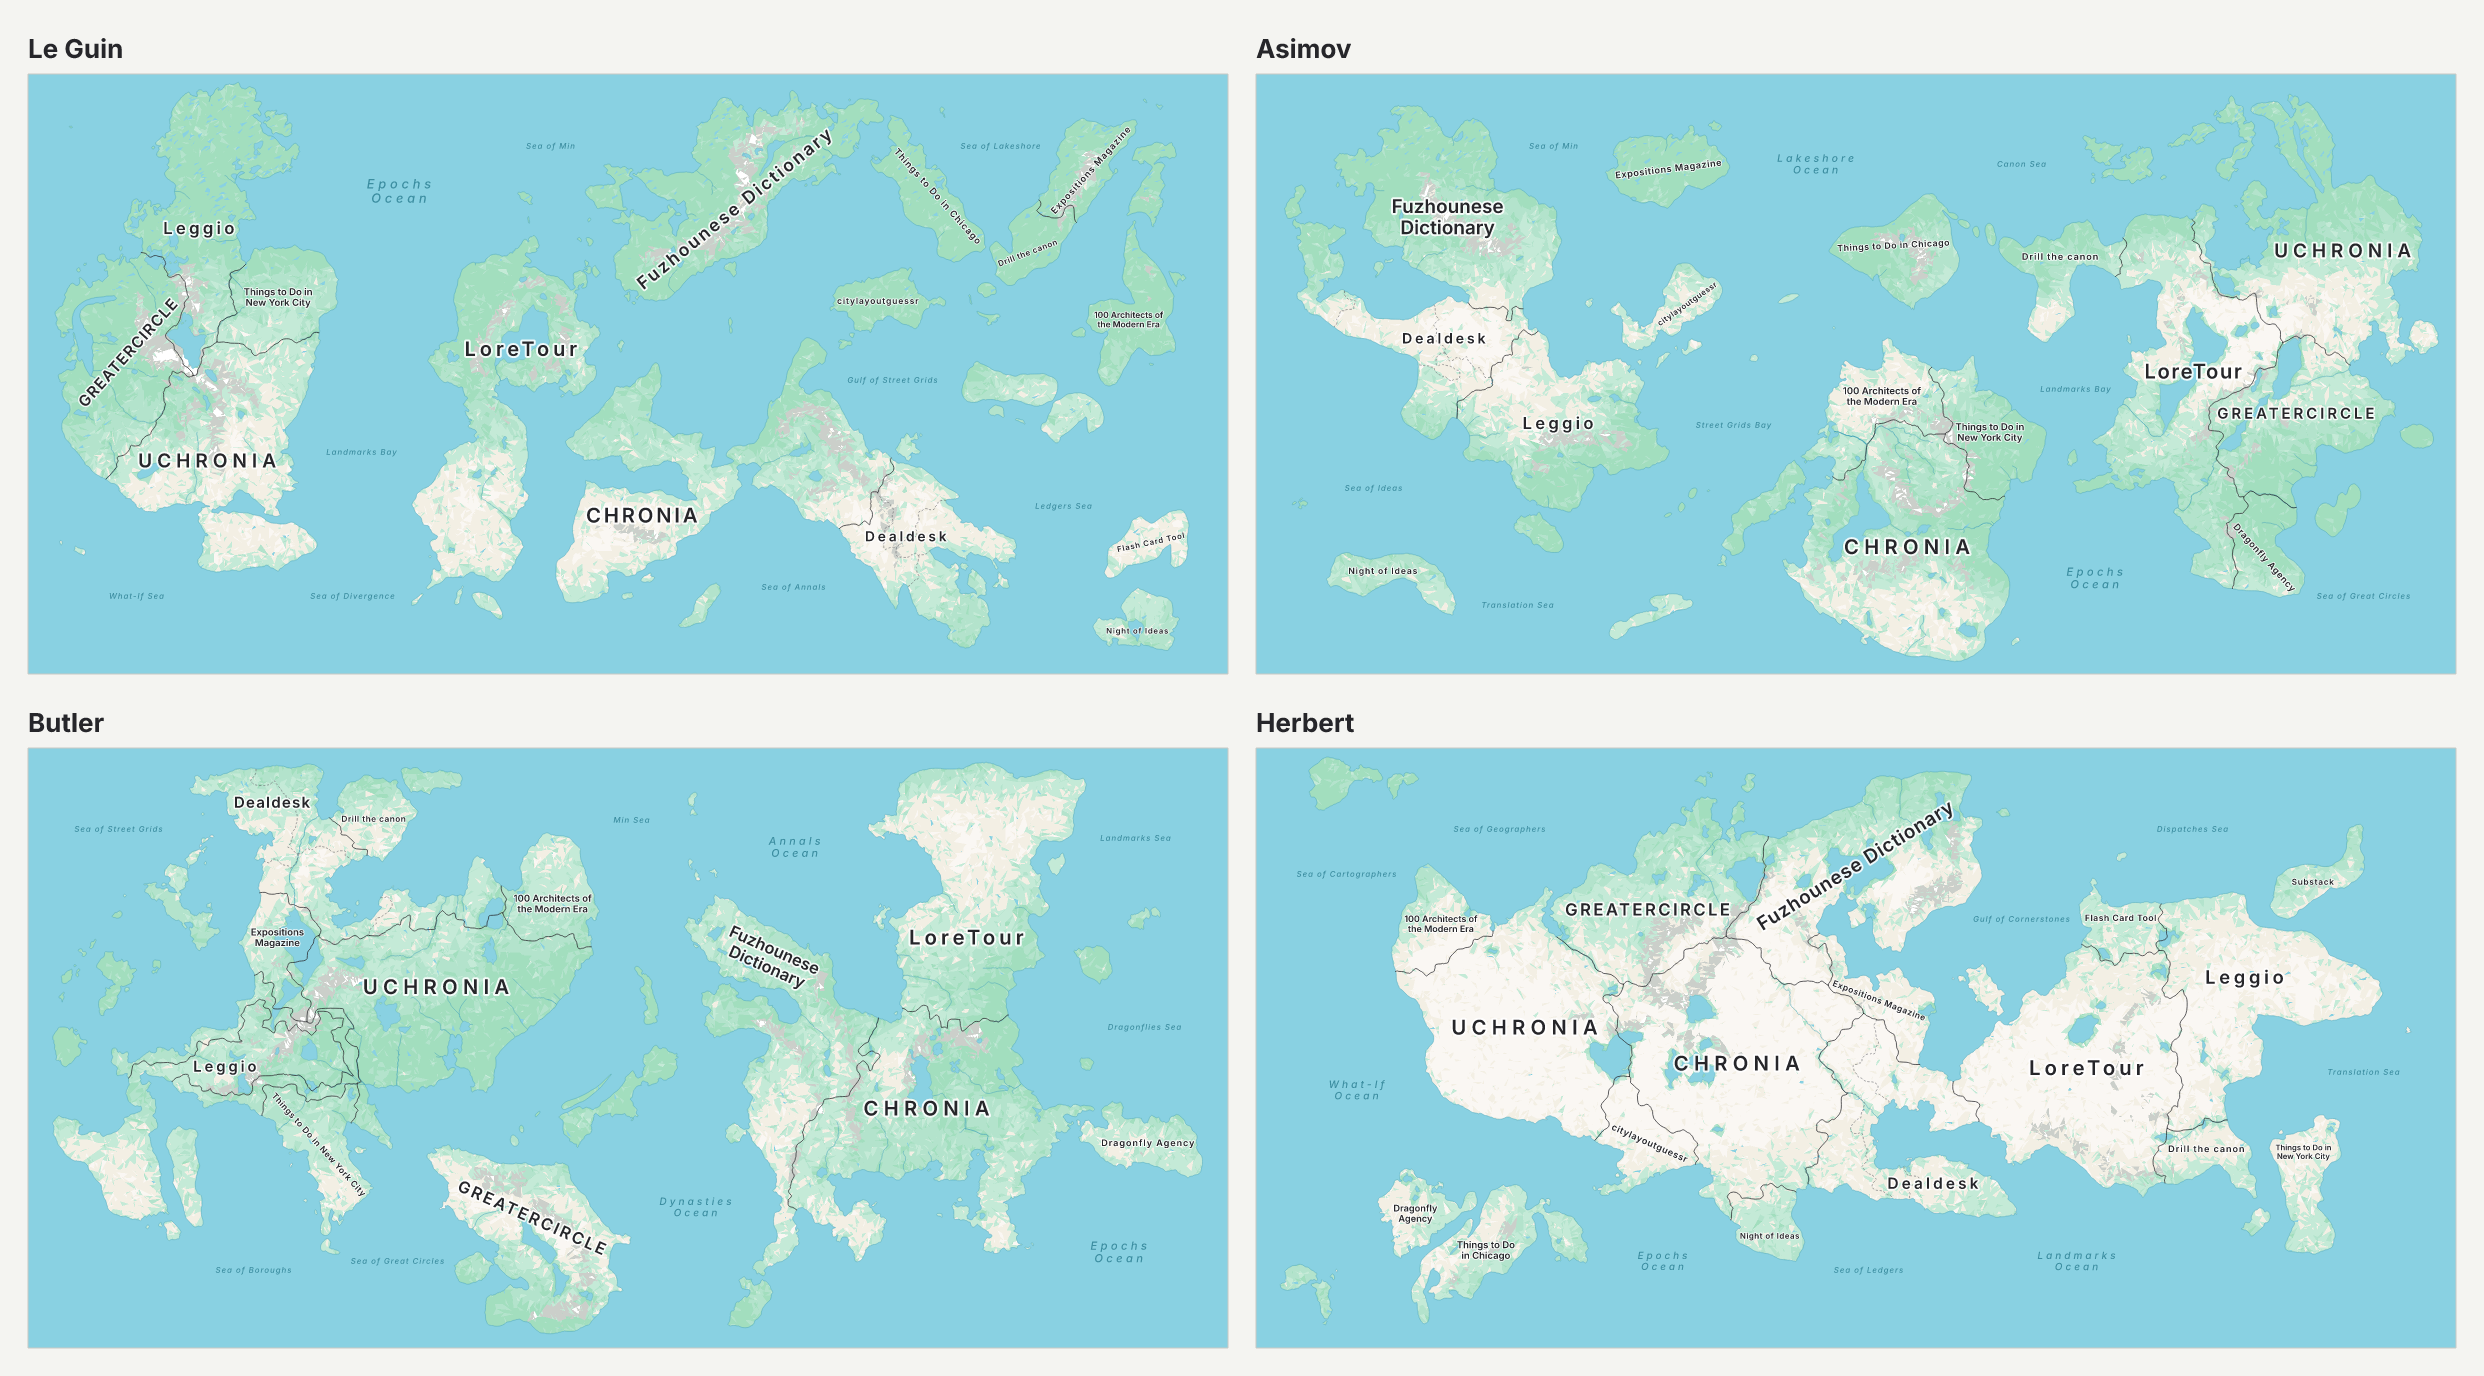 Le Guin
Sea of Min
Sea of Lakeshore
Epochs
Ocean
Fuzhounese Dictionary
Things to Do in Chicago
Expositions Magazine
Drill the canon
Leggio
Things to Do in
New York City
GREATERCIRCLE
citylayoutguessr
100 Architects of
the Modern Era
LoreTour
Gulf of Street Grids
Landmarks Bay
UCHRONIA
CHRONIA
Ledgers Sea
Dealdesk
Flash Card Tool
What-If Sea
Sea of Divergence
Sea of Annals
Night of Ideas
Asimov
Sea of Min
Expositions Magazine
Lakeshore
Ocean
Canon Sea
Fuzhounese
Dictionary
Things to Do in Chicago
Drill the canon
UCHRONIA
citylayoutguessr
Dealdesk
LoreTour
100 Architects of
the Modern Era
Landmarks Bay
GREATERCIRCLE
Leggio
Street Grids Bay
Things to Do in
New York City
Sea of Ideas
CHRONIA
Dragonfly Agency
Night of Ideas
Epochs
Ocean
Translation Sea
Sea of Great Circles
Butler
Dealdesk
Drill the canon
Sea of Street Grids
Min Sea
Annals
Ocean
Landmarks Sea
100 Architects of
the Modern Era
Expositions
Magazine
Fuzhounese
Dictionary
LoreTour
UCHRONIA
Dragonflies Sea
Leggio
Things to Do in New York City
CHRONIA
Dragonfly Agency
GREATERCIRCLE
Dynasties
Ocean
Sea of Boroughs
Sea of Great Circles
Epochs
Ocean
Herbert
Sea of Geographers
Dispatches Sea
Sea of Cartographers
Fuzhounese Dictionary
Substack
GREATERCIRCLE
100 Architects of
the Modern Era
Gulf of Cornerstones
Flash Card Tool
Leggio
Expositions Magazine
UCHRONIA
CHRONIA
LoreTour
Translation Sea
What-If
Ocean
citylayoutguessr
Drill the canon
Things to Do in
New York City
Dealdesk
Dragonfly
Agency
Things to Do
in Chicago
Night of Ideas
Epochs
Ocean
Sea of Ledgers
Landmarks
Ocean